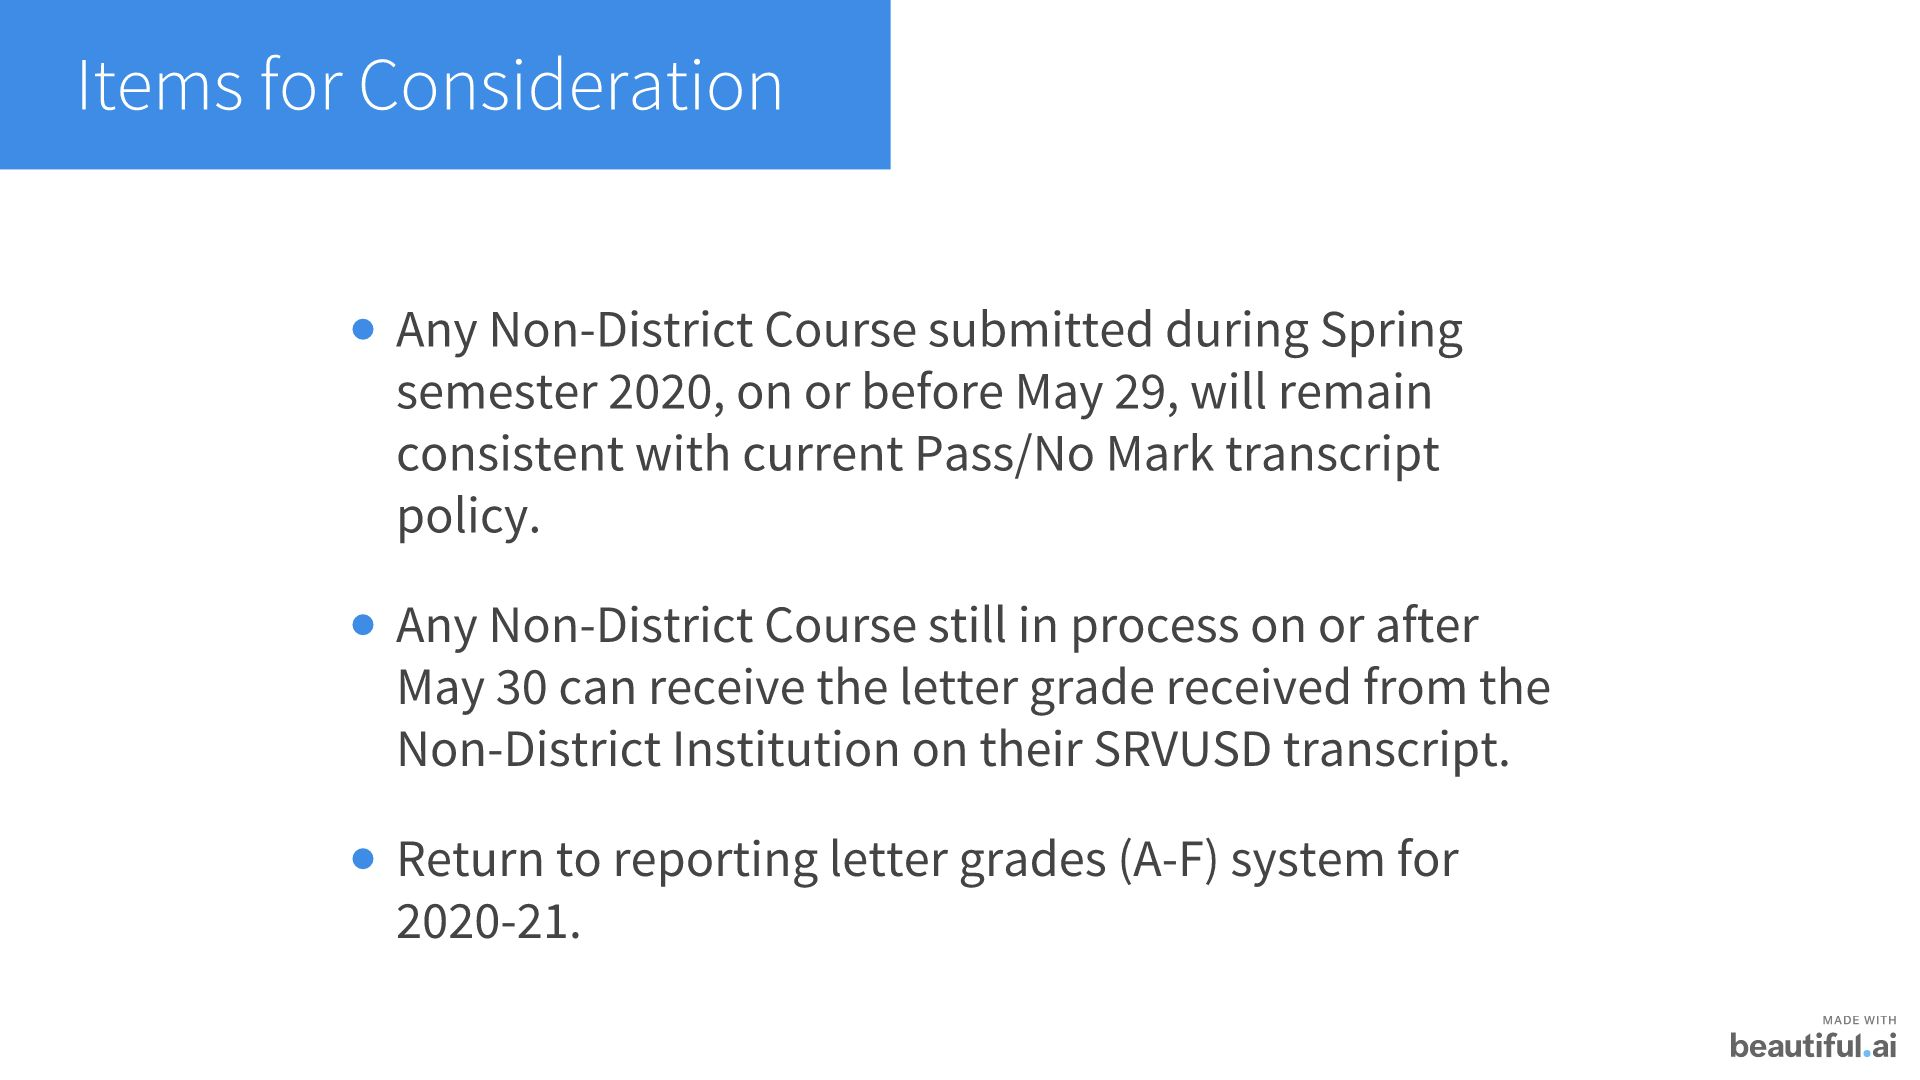 Items for Consideration
Any Non-District Course submitted during Spring
semester 2020, on or before May 29, will remain
consistent with current Pass/No Mark transcript
policy.
Any Non-District Course still in process on or after
May 30 can receive the letter grade received from the
Non-District Institution on their SRVUSD transcript.
Return to reporting letter grades (A-F) system for
2020-21.
MADE WITH
beautiful.ai